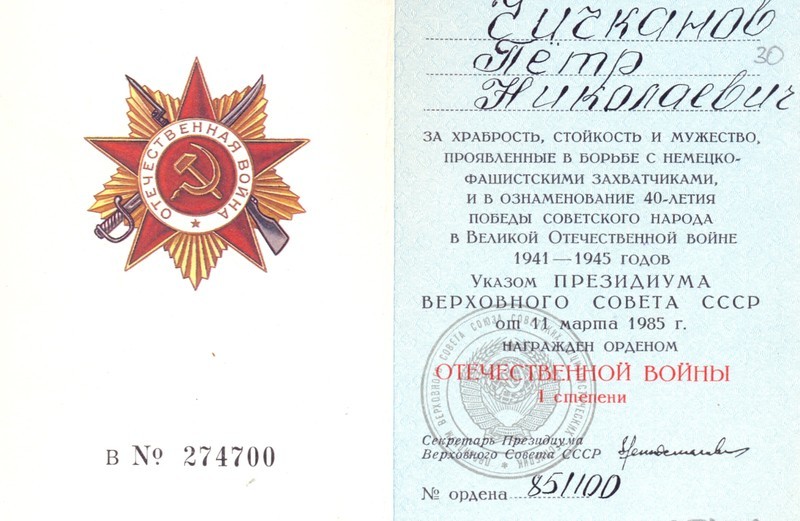 ОТЕЧЕСТВЕННАЯ ВОЙНА
В № 274700
Чичканов
Пётр
30
Николаевич
ЗА ХРАБРОСТЬ, СТОЙКОСТЬ И МУЖЕСТВО,
ПРОЯВЛЕННЫЕ В БОРЬБЕ С НЕМЕЦКО-
ФАШИСТСКИМИ ЗАХВАТЧИКАМИ,
И В ОЗНАМЕНОВАНИЕ 40-ЛЕТИЯ
ПОБЕДЫ СОВЕТСКОГО НАРОДА
В ВЕЛИКОЙ ОТЕЧЕСТВЕННОЙ ВОЙНЕ
1941—1945 ГОДОВ
УКАЗОМ ПРЕЗИДИУМА
ВЕРХОВНОГО СОВЕТА СССР
от 11 марта 1985 г.
НАГРАЖДЕН ОРДЕНОМ
ОТЕЧЕСТВЕННОЙ ВОЙНЫ
I степени
Секретарь Президиума
Верховного Совета СССР
№ ордена 851100